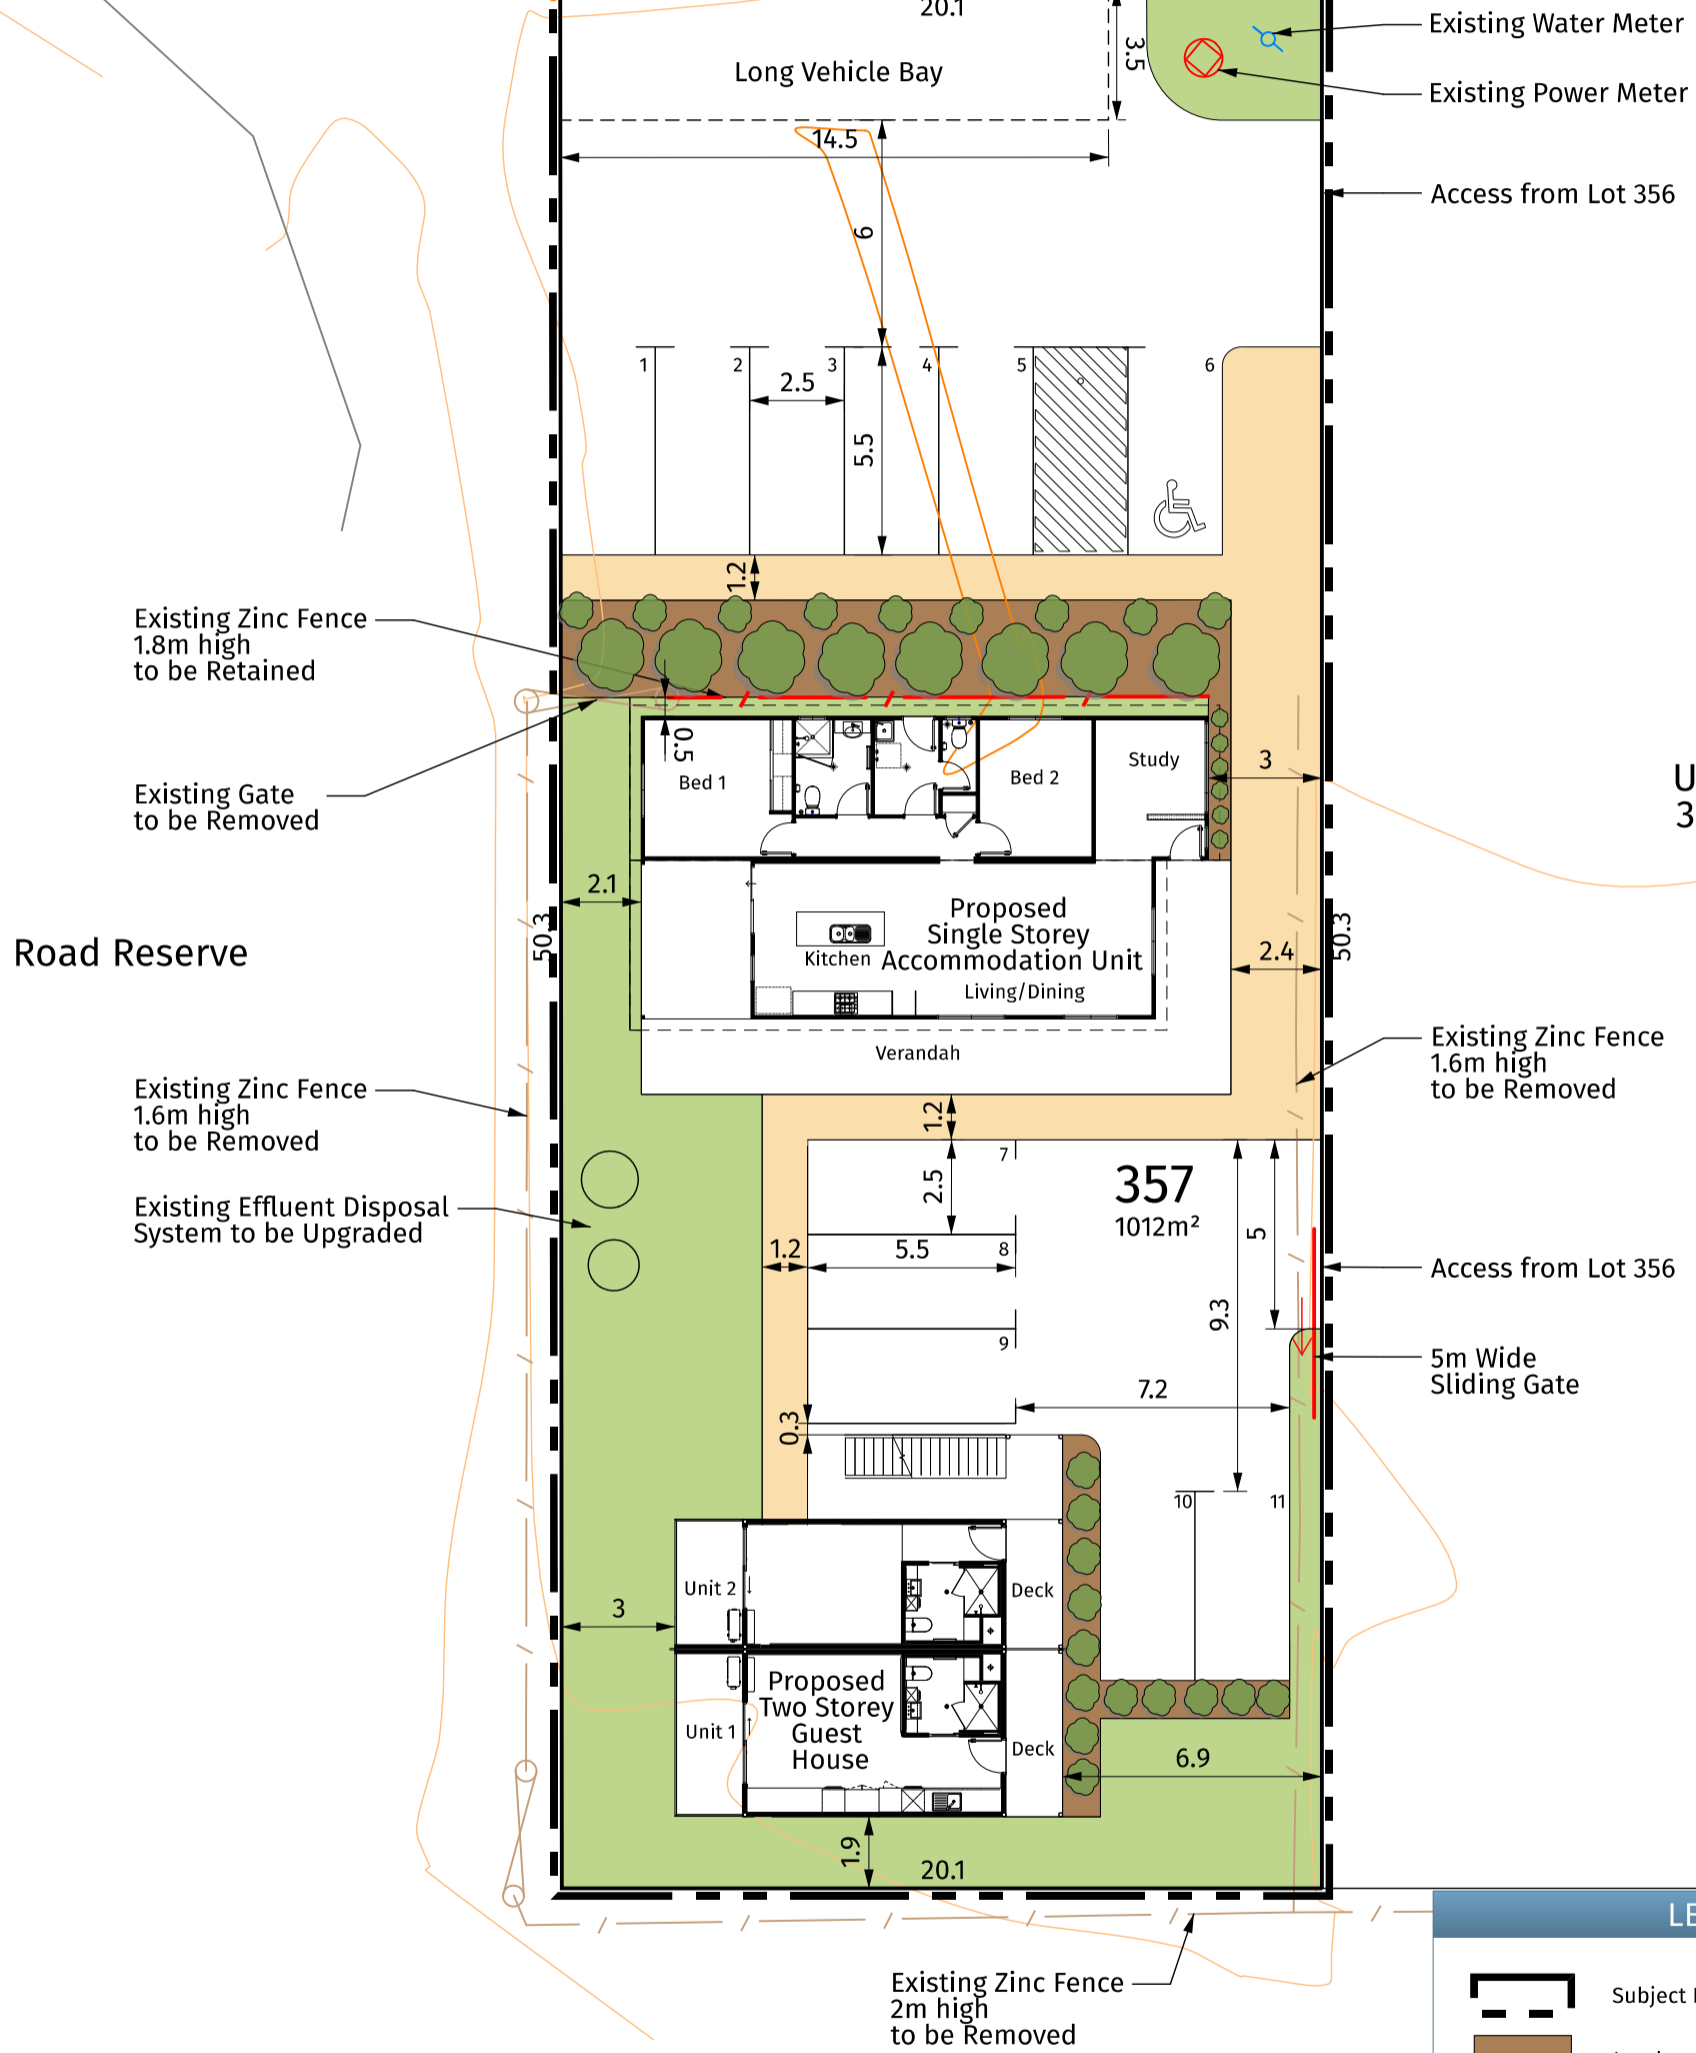 20.1
Existing Water Meter
3.5
Long Vehicle Bay
Existing Power Meter
14.5
Access from Lot 356
6
1
2
3
4
5
6
2.5
5.5
1.2
Existing Zinc Fence
1.8m high
to be Retained
0.5
Bed 1
Bed 2
Study
3
U
3
Existing Gate
to be Removed
2.1
50.3
50.3
Road Reserve
Proposed
Single Storey
Accommodation Unit
Kitchen
Living/Dining
2.4
Verandah
Existing Zinc Fence
1.6m high
to be Removed
Existing Zinc Fence
1.6m high
to be Removed
1.2
7
2.5
357
1012m²
5
Existing Effluent Disposal
System to be Upgraded
1.2
5.5
8
Access from Lot 356
9.3
9
5m Wide
Sliding Gate
7.2
0.3
10
11
Unit 2
Deck
3
Proposed
Two Storey
Guest
House
Unit 1
Deck
6.9
1.9
20.1
LE
Existing Zinc Fence
2m high
to be Removed
Subject